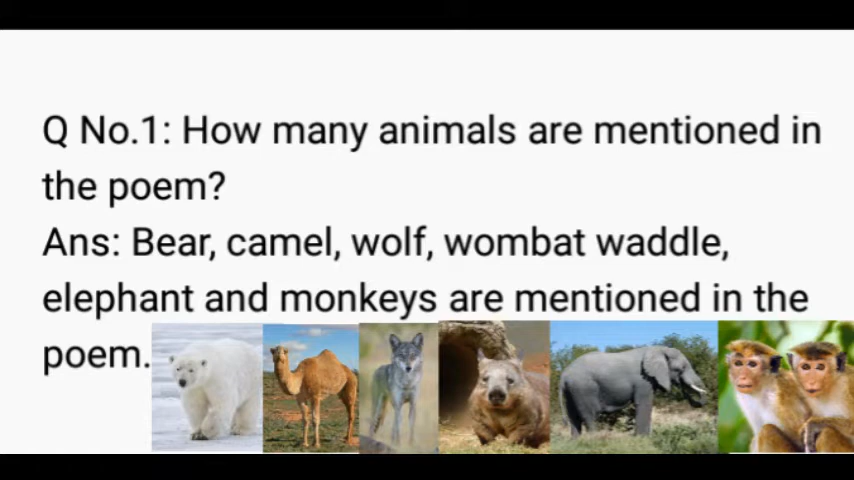 Q No.1: How many animals are mentioned in
the poem?
Ans: Bear, camel, wolf, wombat waddle,
elephant and monkeys are mentioned in the
poem.